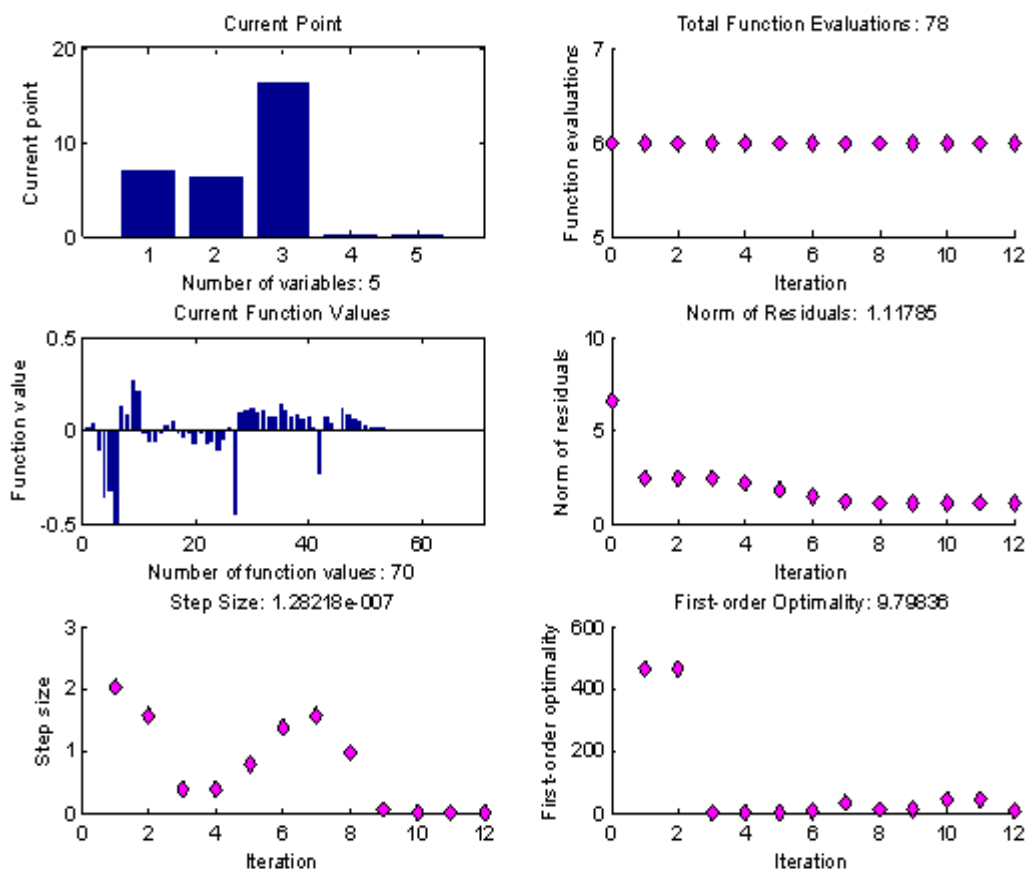 Current Point
20
10
0
Current point
1 2 3 4 5
Number of variables: 5
Total Function Evaluations: 78
7
6
5
Function evaluations
0 2 4 6 8 10 12
Iteration
Current Function Values
0.5
0
-0.5
Function value
0 20 40 60
Number of function values: 70
Norm of Residuals: 1.11785
10
5
0
Norm of residuals
0 2 4 6 8 10 12
Iteration
Step Size: 1.28218e-007
3
2
1
0
Step size
0 2 4 6 8 10 12
Iteration
First-order Optimality: 9.79836
600
400
200
0
First-order optimality
0 2 4 6 8 10 12
Iteration